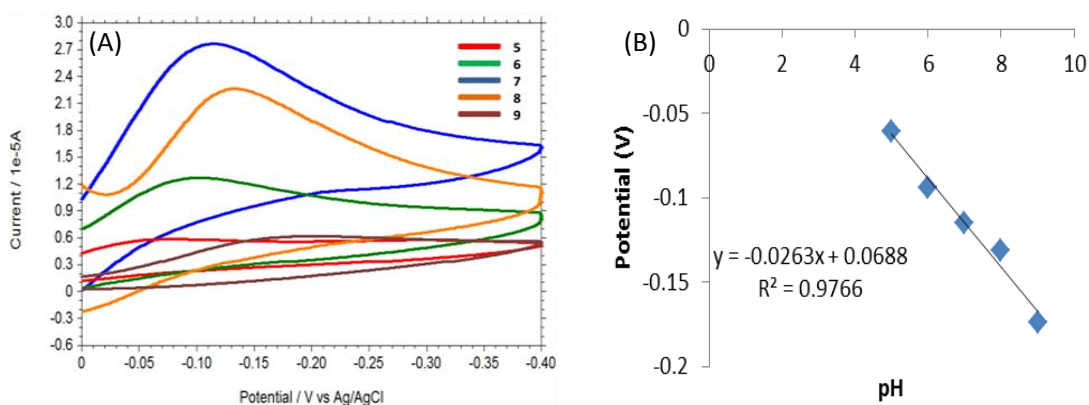 (A)
3.0
2.7
2.4
2.1
1.8
1.5
1.2
0.9
0.6
0.3
0
-0.3
-0.6
Current / 1e-5A
5
6
7
8
9
0 -0.05 -0.10 -0.15 -0.20 -0.25 -0.30 -0.35 -0.40
Potential / V vs Ag/AgCl
(B)
0
-0.05
-0.1
-0.15
-0.2
0 2 4 6 8 10
Potential (V)
y = -0.0263x + 0.0688
R² = 0.9766
pH